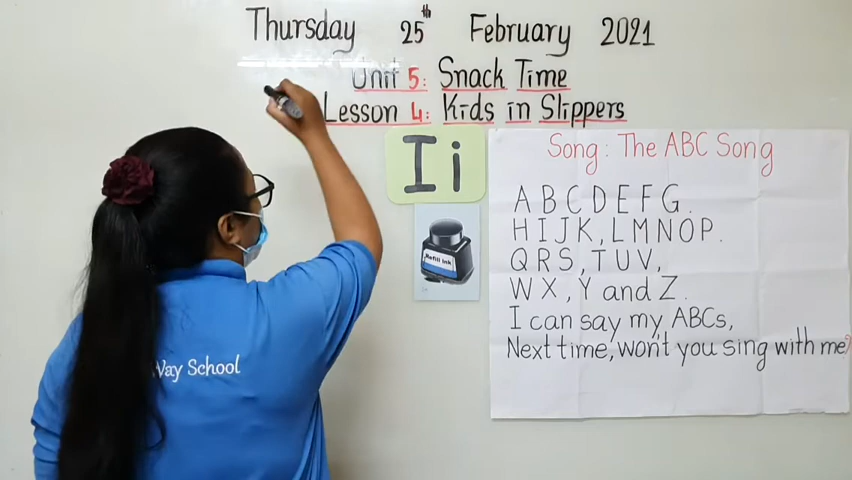 Thursday 25th February 2021
Unit 5: Snack Time
Lesson 4: Kids in Slippers
I i
Refill ink
Way School
Song: The ABC Song
A B C D E F G.
H I J K, L M N O P.
Q R S, T U V,
W X, Y and Z.
I can say my ABCs,
Next time, won't you sing with me?